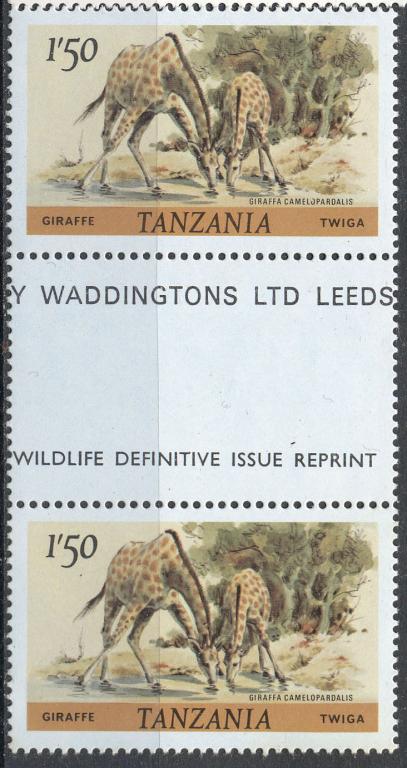 1'50
GIRAFFA CAMELOPARDALIS
GIRAFFE TANZANIA TWIGA
Y WADDINGTONS LTD LEEDS
WILDLIFE DEFINITIVE ISSUE REPRINT
1'50
GIRAFFA CAMELOPARDALIS
GIRAFFE TANZANIA TWIGA